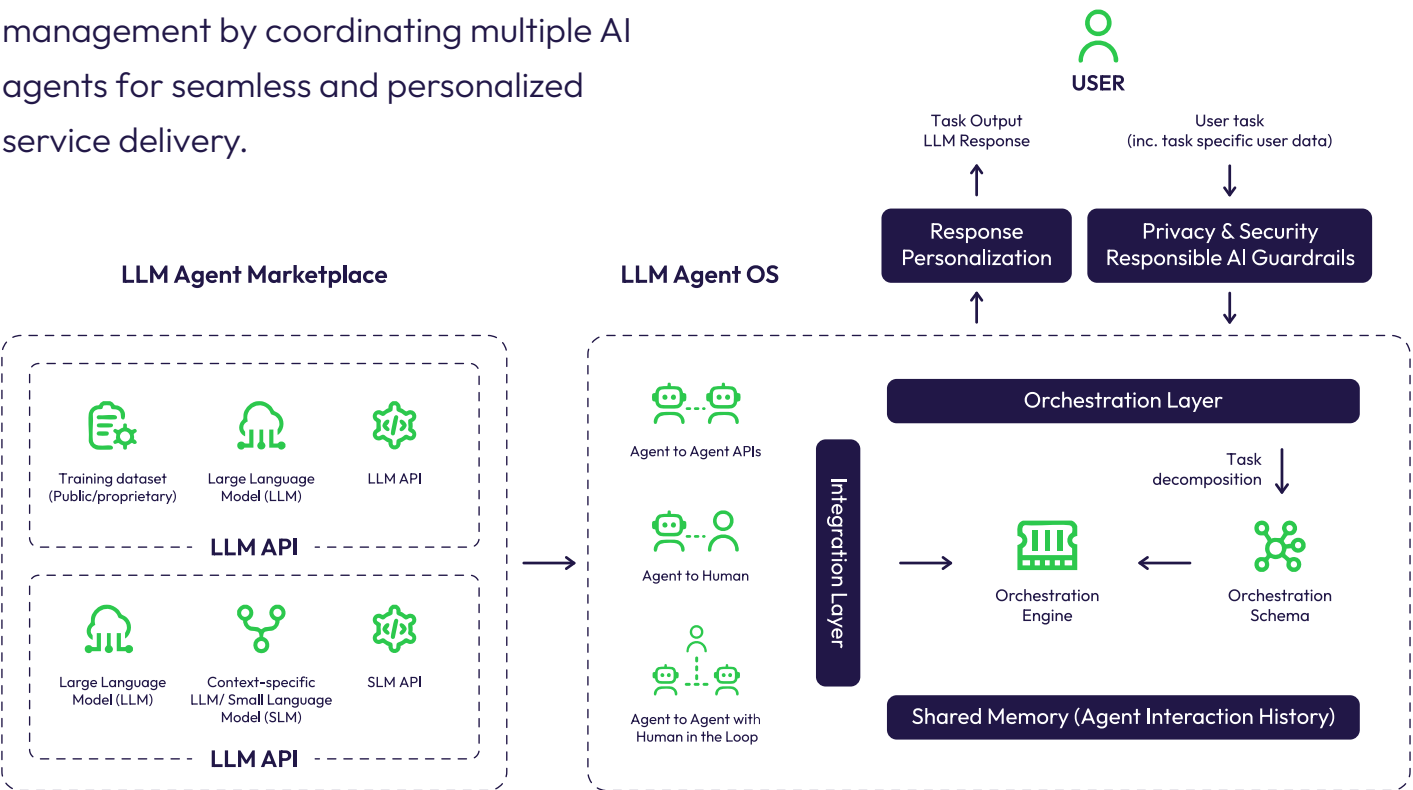 management by coordinating multiple AI
agents for seamless and personalized
service delivery.
USER
Task Output
LLM Response
User task
(inc. task specific user data)
Response
Personalization
Privacy & Security
Responsible AI Guardrails
LLM Agent Marketplace
LLM Agent OS
Training dataset
(Public/proprietary)
Large Language
Model (LLM)
LLM API
LLM API
Large Language
Model (LLM)
Context-specific
LLM/ Small Language
Model (SLM)
SLM API
LLM API
Agent to Agent APIs
Agent to Human
Agent to Agent with
Human in the Loop
Integration Layer
Orchestration Layer
Task
decomposition
Orchestration
Engine
Orchestration
Schema
Shared Memory (Agent Interaction History)